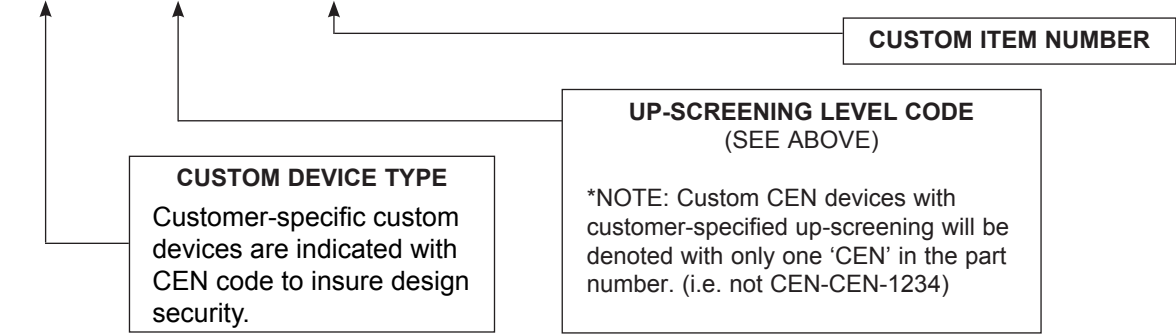 CUSTOM ITEM NUMBER
UP-SCREENING LEVEL CODE
(SEE ABOVE)
*NOTE: Custom CEN devices with
customer-specified up-screening will be
denoted with only one ‘CEN’ in the part
number. (i.e. not CEN-CEN-1234)
CUSTOM DEVICE TYPE
Customer-specific custom
devices are indicated with
CEN code to insure design
security.